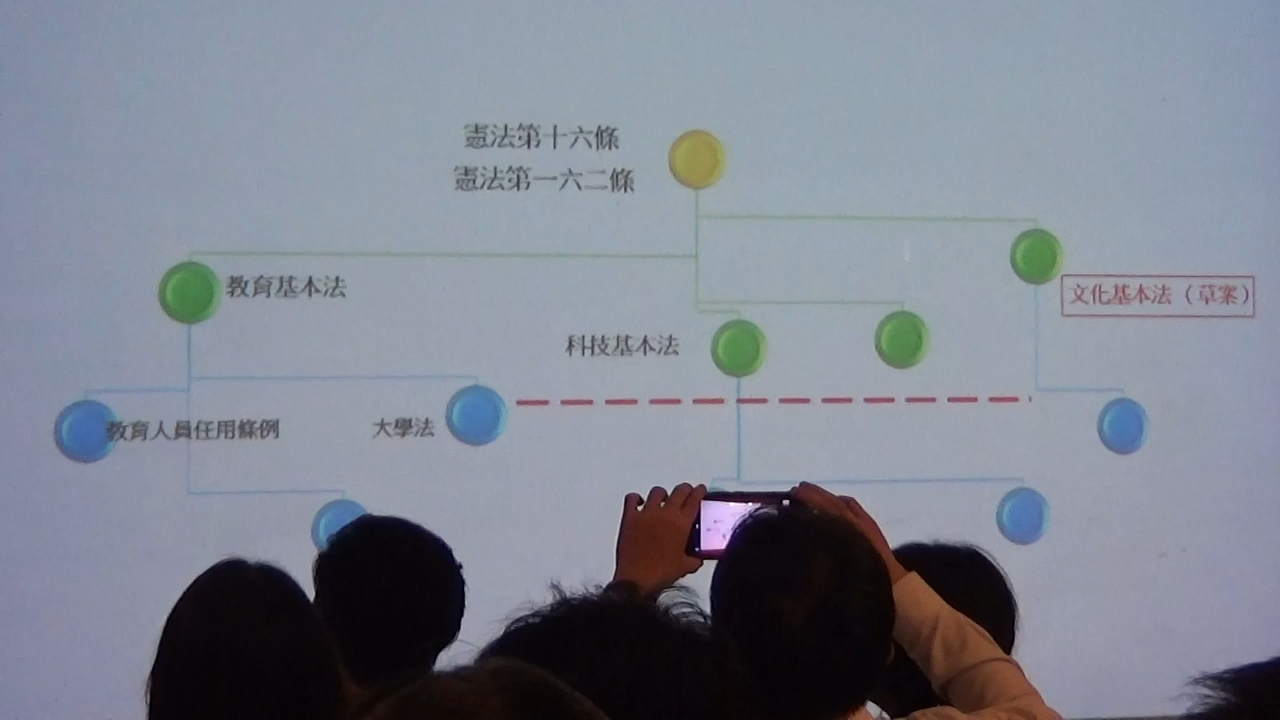 憲法第十六條
憲法第一六二條
教育基本法
文化基本法（草案）
科技基本法
教育人員任用條例
大學法